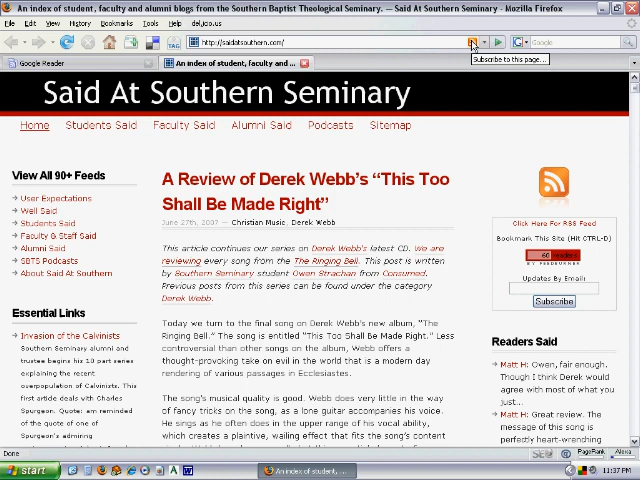 An index of student, faculty and alumni blogs from the Southern Baptist Theological Seminary. — Said At Southern Seminary - Mozilla Firefox
File Edit View History Bookmarks Tools del.icio.us
TAG http://saidatsouthern.com/ Google
Subscribe to this page...
Google Reader An index of student, faculty and ...
Said At Southern Seminary
Home Students Said Faculty Said Alumni Said Podcasts Sitemap
View All 90+ Feeds
User Expectations
Well Said
Students Said
Faculty & Staff Said
Alumni Said
SBTS Podcasts
About Said At Southern
Essential Links
Invasion of the Calvinists
Southern Seminary alumni and
trustee begins his 10 part series
explaining the recent
overpopulation of Calvinists. This
first article deals with Charles
Spurgeon. Quote: am reminded
of the quote of one of
Spurgeon's admiring
A Review of Derek Webb's “This Too
Shall Be Made Right”
June 27th, 2007 — Christian Music, Derek Webb
This article continues our series on Derek Webb's latest CD. We are
reviewing every song from the The Ringing Bell. This post is written
by Southern Seminary student Owen Strachan from Consumed.
Previous posts from this series can be found under the category
Derek Webb.
Today we turn to the final song on Derek Webb's new album, “The
Ringing Bell.” The song is entitled “This Too Shall Be Made Right.” Less
controversial than other songs on the album, Webb offers a
thought-provoking take on evil in the world that is a modern day
rendering of various passages in Ecclesiastes.
The song's musical quality is good. Webb does very little in the way
of fancy tricks on the song, as a lone guitar accompanies his voice.
He sings as he often does in the upper range of his vocal ability,
which creates a plaintive, wailing effect that fits the song's content
Click Here For RSS Feed
Bookmark This Site (Hit CTRL-D)
60 readers
BY FEEDBURNER
Updates By Email:
Subscribe
Readers Said
Matt H: Owen, fair enough.
Though I think Derek would
agree with most of what you
just...
Matt H: Great review. The
message of this song is
perfectly heart-wrenching
Done PageRank Alexa
start An index of student, ... 11:37 PM